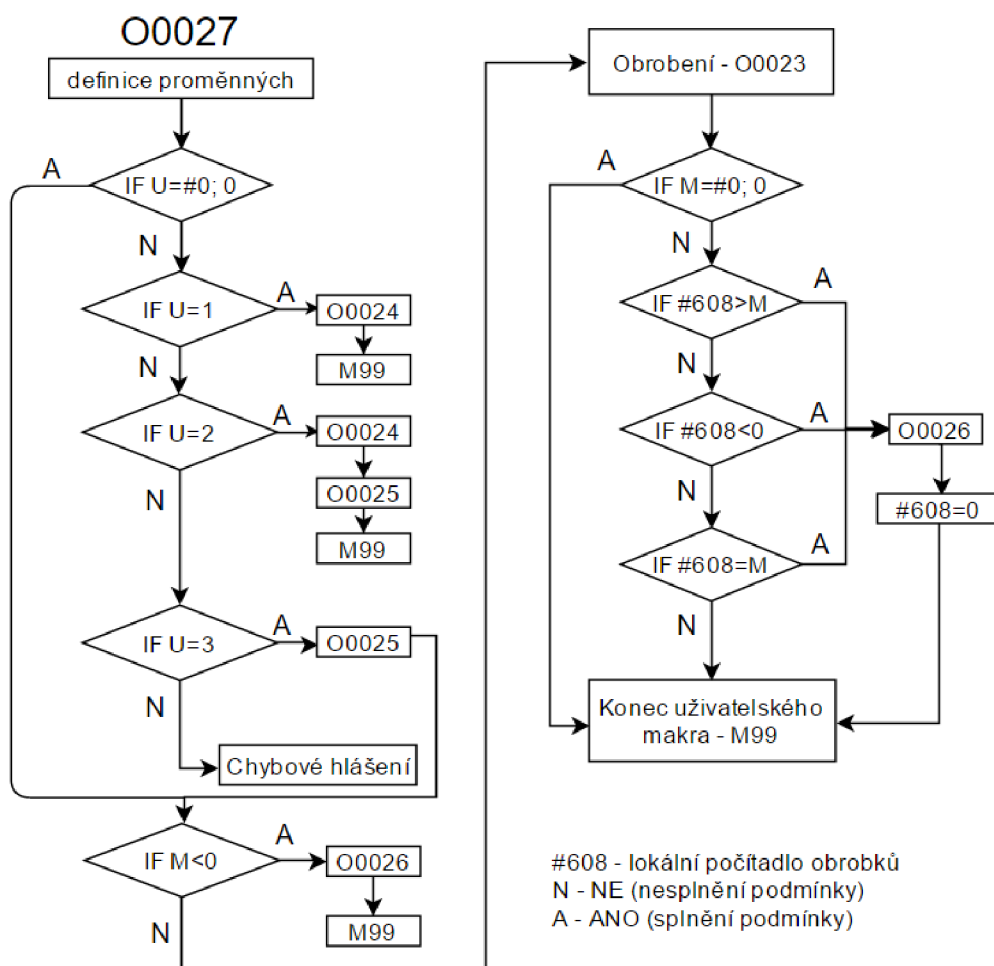 O0027
definice proměnných
A
IF U=#0; 0
N
IF U=1
A
O0024
M99
N
IF U=2
A
O0024
O0025
M99
N
IF U=3
A
O0025
N
Chybové hlášení
IF M<0
A
O0026
M99
N
Obrobení - O0023
A
IF M=#0; 0
N
IF #608>M
A
N
IF #608<0
A
O0026
#608=0
N
IF #608=M
A
N
Konec uživatelského
makra - M99
#608 - lokální počítadlo obrobků
N - NE (nesplnění podmínky)
A - ANO (splnění podmínky)